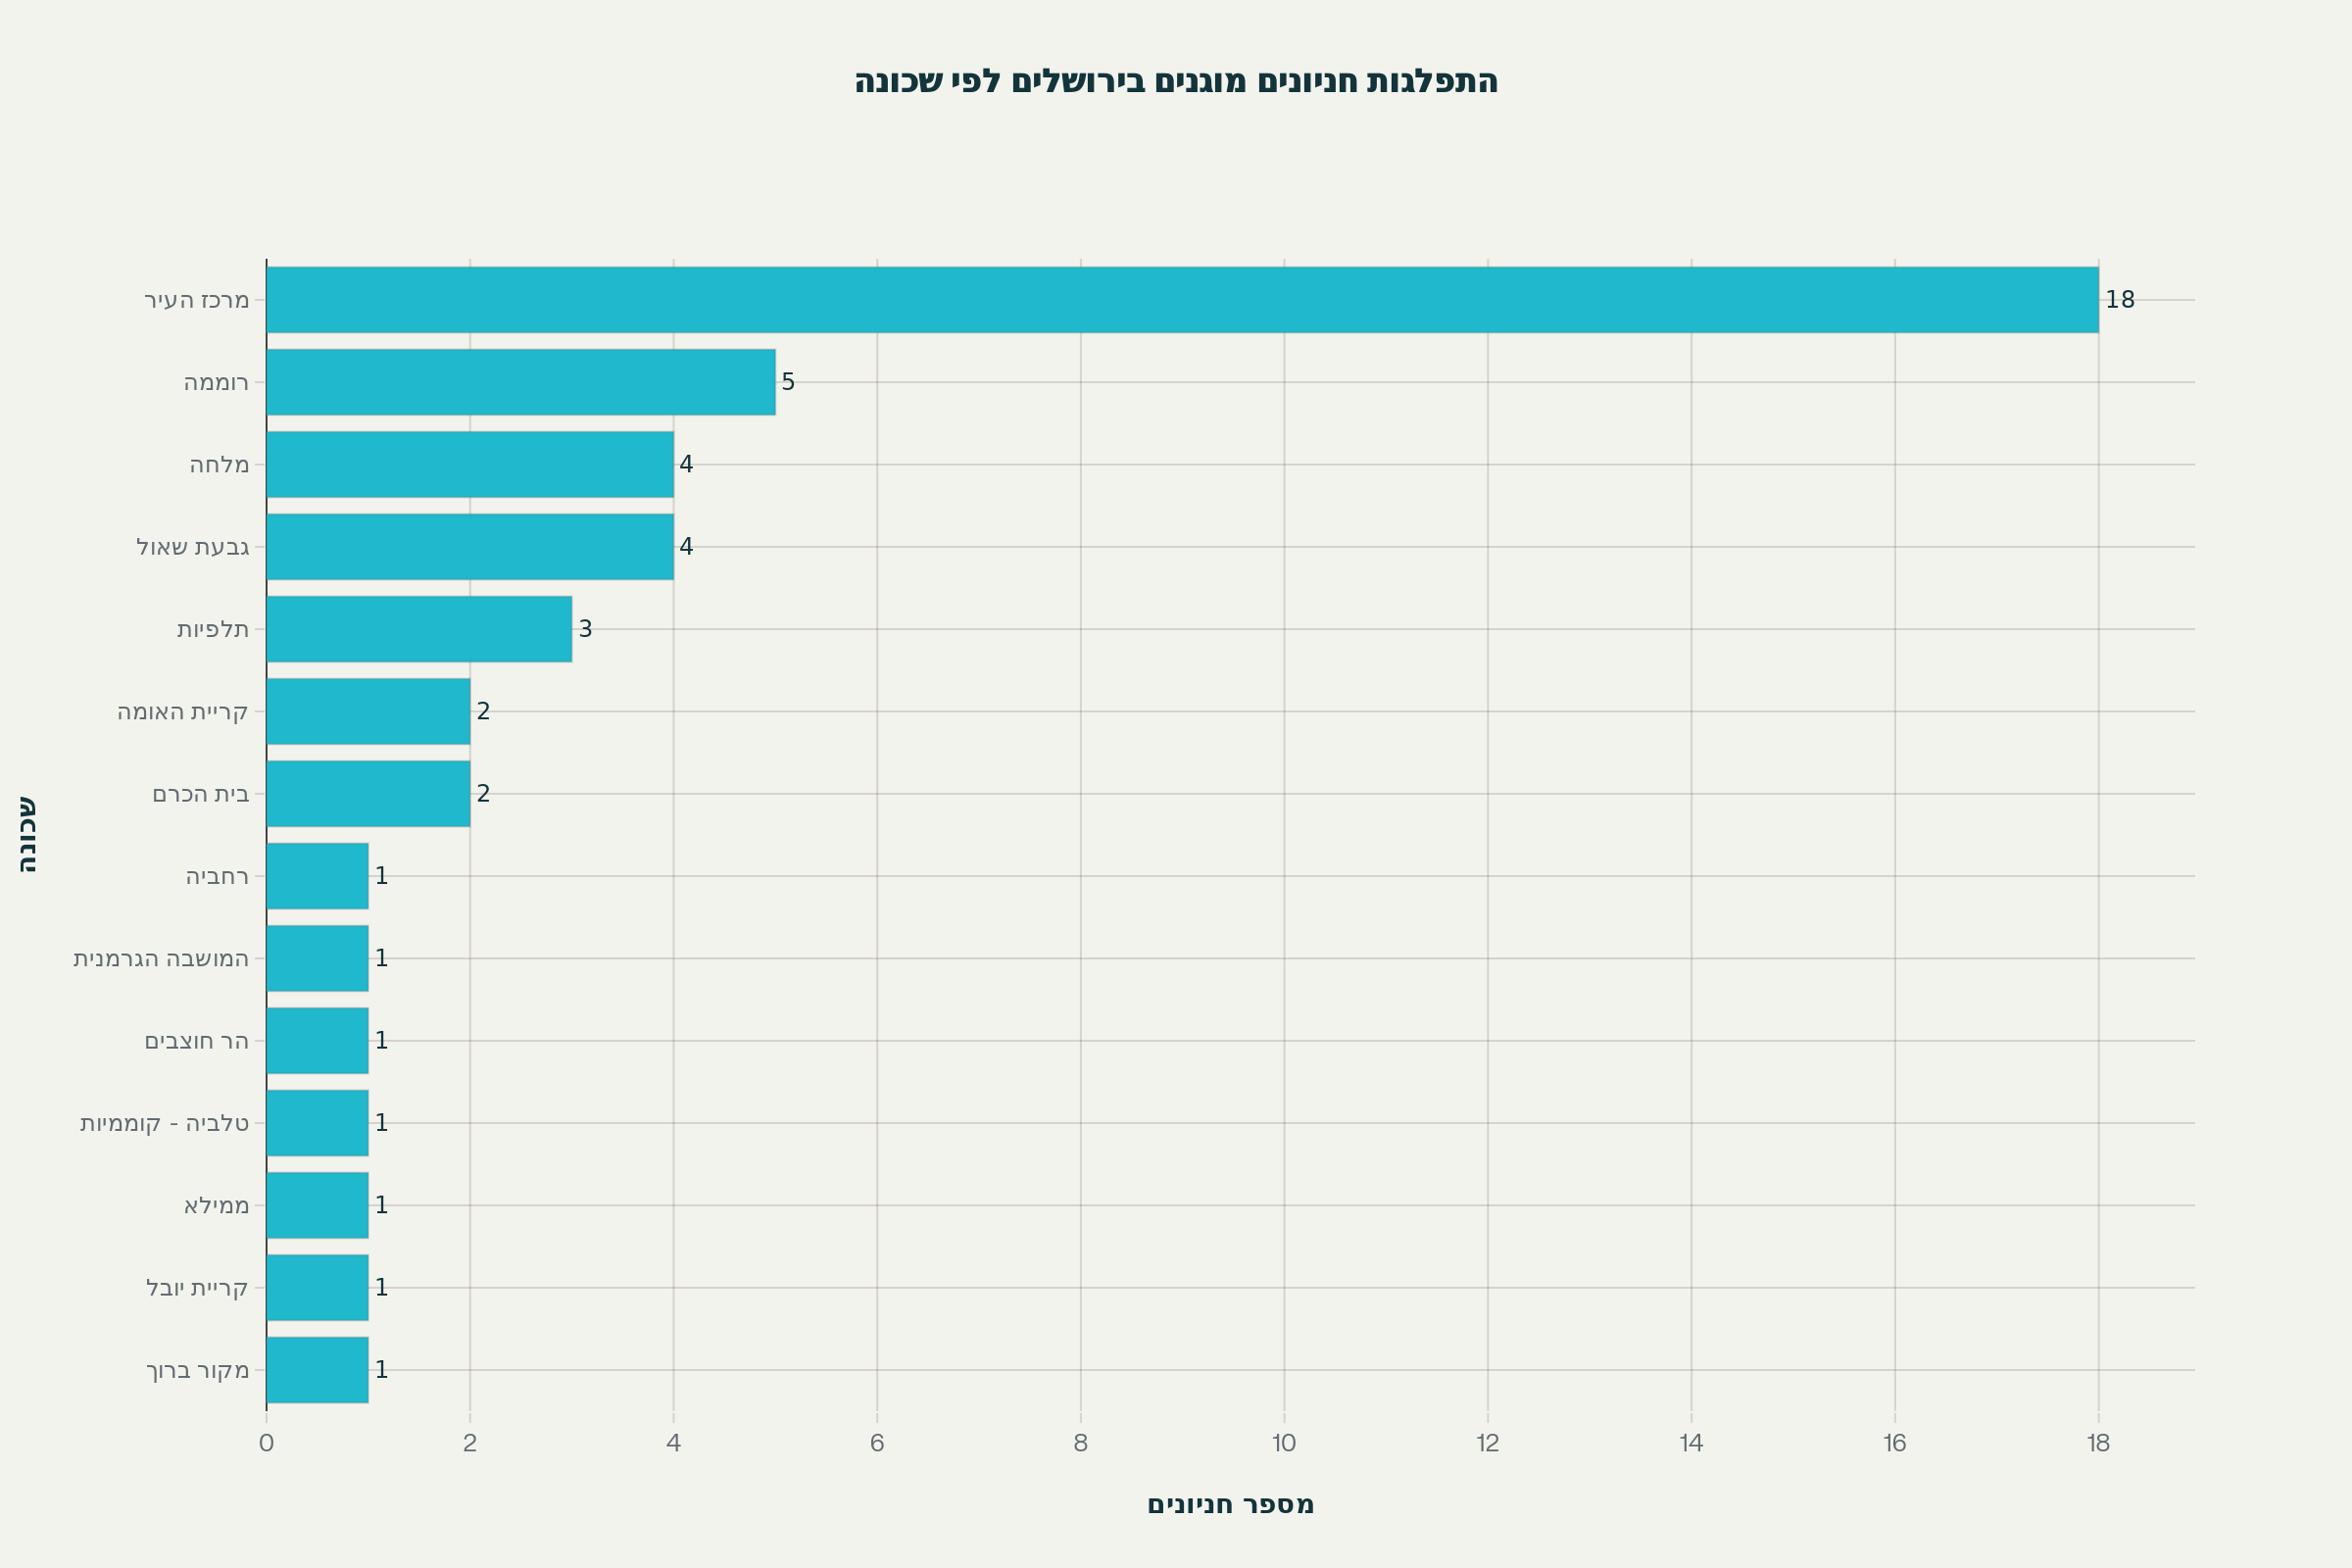 התפלגות חניונים מוגנים בירושלים לפי שכונה
שכונה
מרכז העיר 18
רוממה 5
מלחה 4
גבעת שאול 4
תלפיות 3
קריית האומה 2
בית הכרם 2
רחביה 1
המושבה הגרמנית 1
הר חוצבים 1
טלביה - קוממיות 1
ממילא 1
קריית יובל 1
מקור ברוך 1
0 2 4 6 8 10 12 14 16 18
מספר חניונים